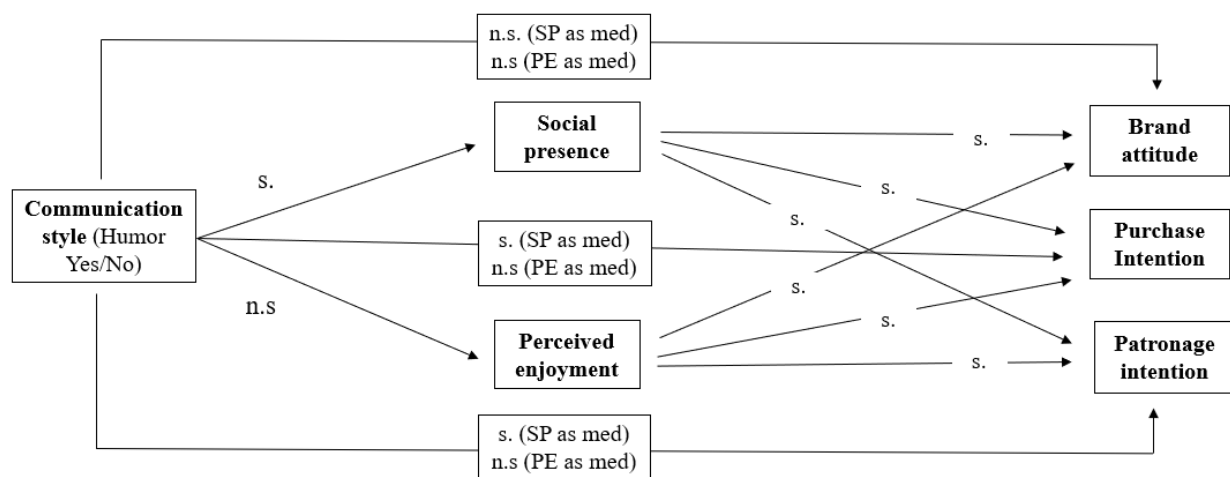 n.s. (SP as med)
n.s (PE as med)
Social
presence
s.
Brand
attitude
s.
s.
s.
Communication
style (Humor
Yes/No)
s. (SP as med)
n.s (PE as med)
Purchase
Intention
n.s
s.
s.
Perceived
enjoyment
s.
Patronage
intention
s. (SP as med)
n.s (PE as med)